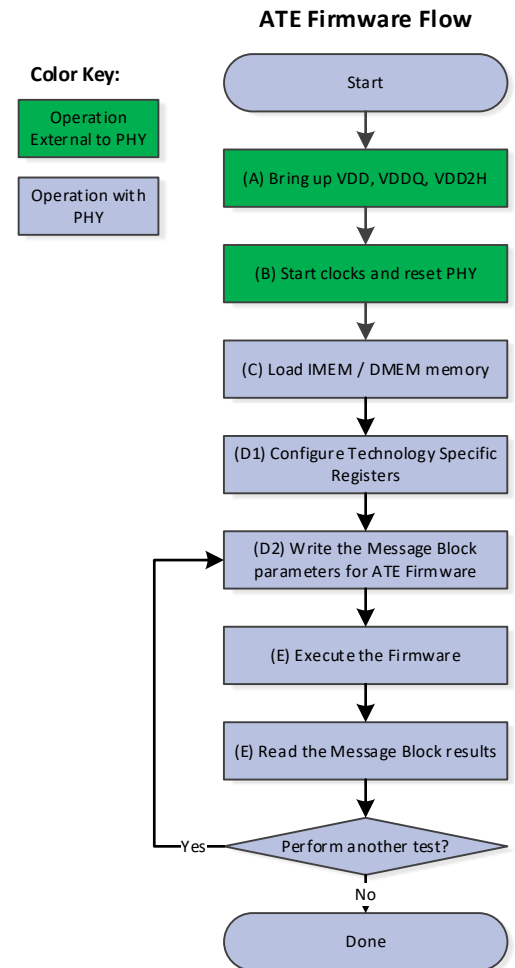 ATE Firmware Flow
Color Key:
Operation
External to PHY
Operation with
PHY
Start
(A) Bring up VDD, VDDQ, VDD2H
(B) Start clocks and reset PHY
(C) Load IMEM / DMEM memory
(D1) Configure Technology Specific
Registers
(D2) Write the Message Block
parameters for ATE Firmware
(E) Execute the Firmware
(E) Read the Message Block results
Perform another test?
Yes
No
Done